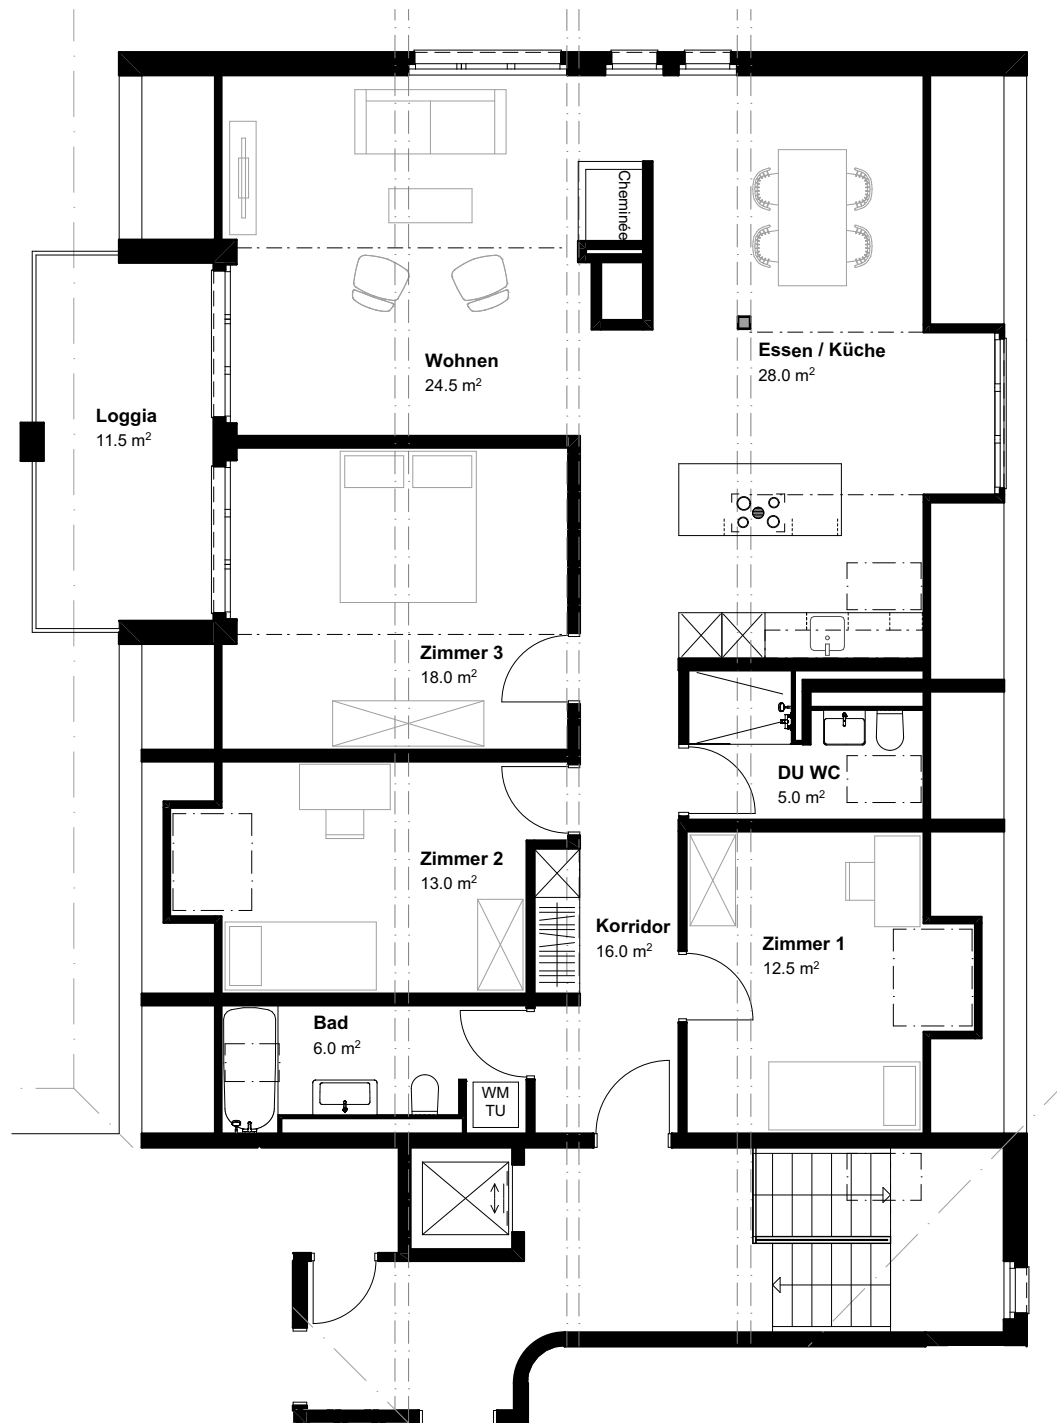 Cheminée
Wohnen
24.5 m²
Essen / Küche
28.0 m²
Loggia
11.5 m²
Zimmer 3
18.0 m²
DU WC
5.0 m²
Zimmer 2
13.0 m²
Korridor
16.0 m²
Zimmer 1
12.5 m²
Bad
6.0 m²
WM
TU